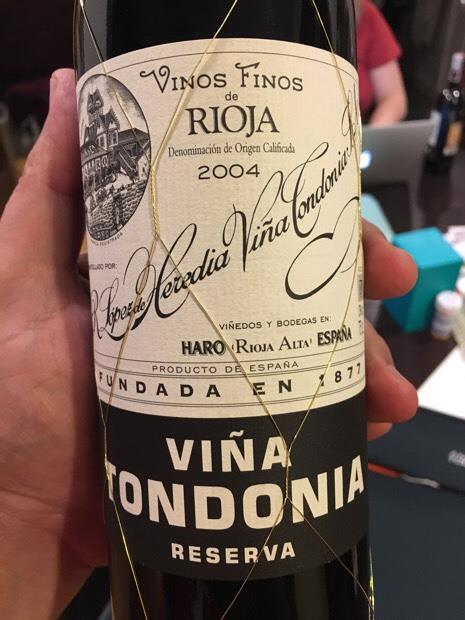 VINOS FINOS
de
RIOJA
Denominación de Origen Calificada
2004
R. López de Heredia Viña Tondonia,
VIÑEDOS Y BODEGAS EN:
HARO (RIOJA ALTA) ESPAÑA
PRODUCTO DE ESPAÑA
FUNDADA EN 1877
VIÑA
TONDONIA
RESERVA